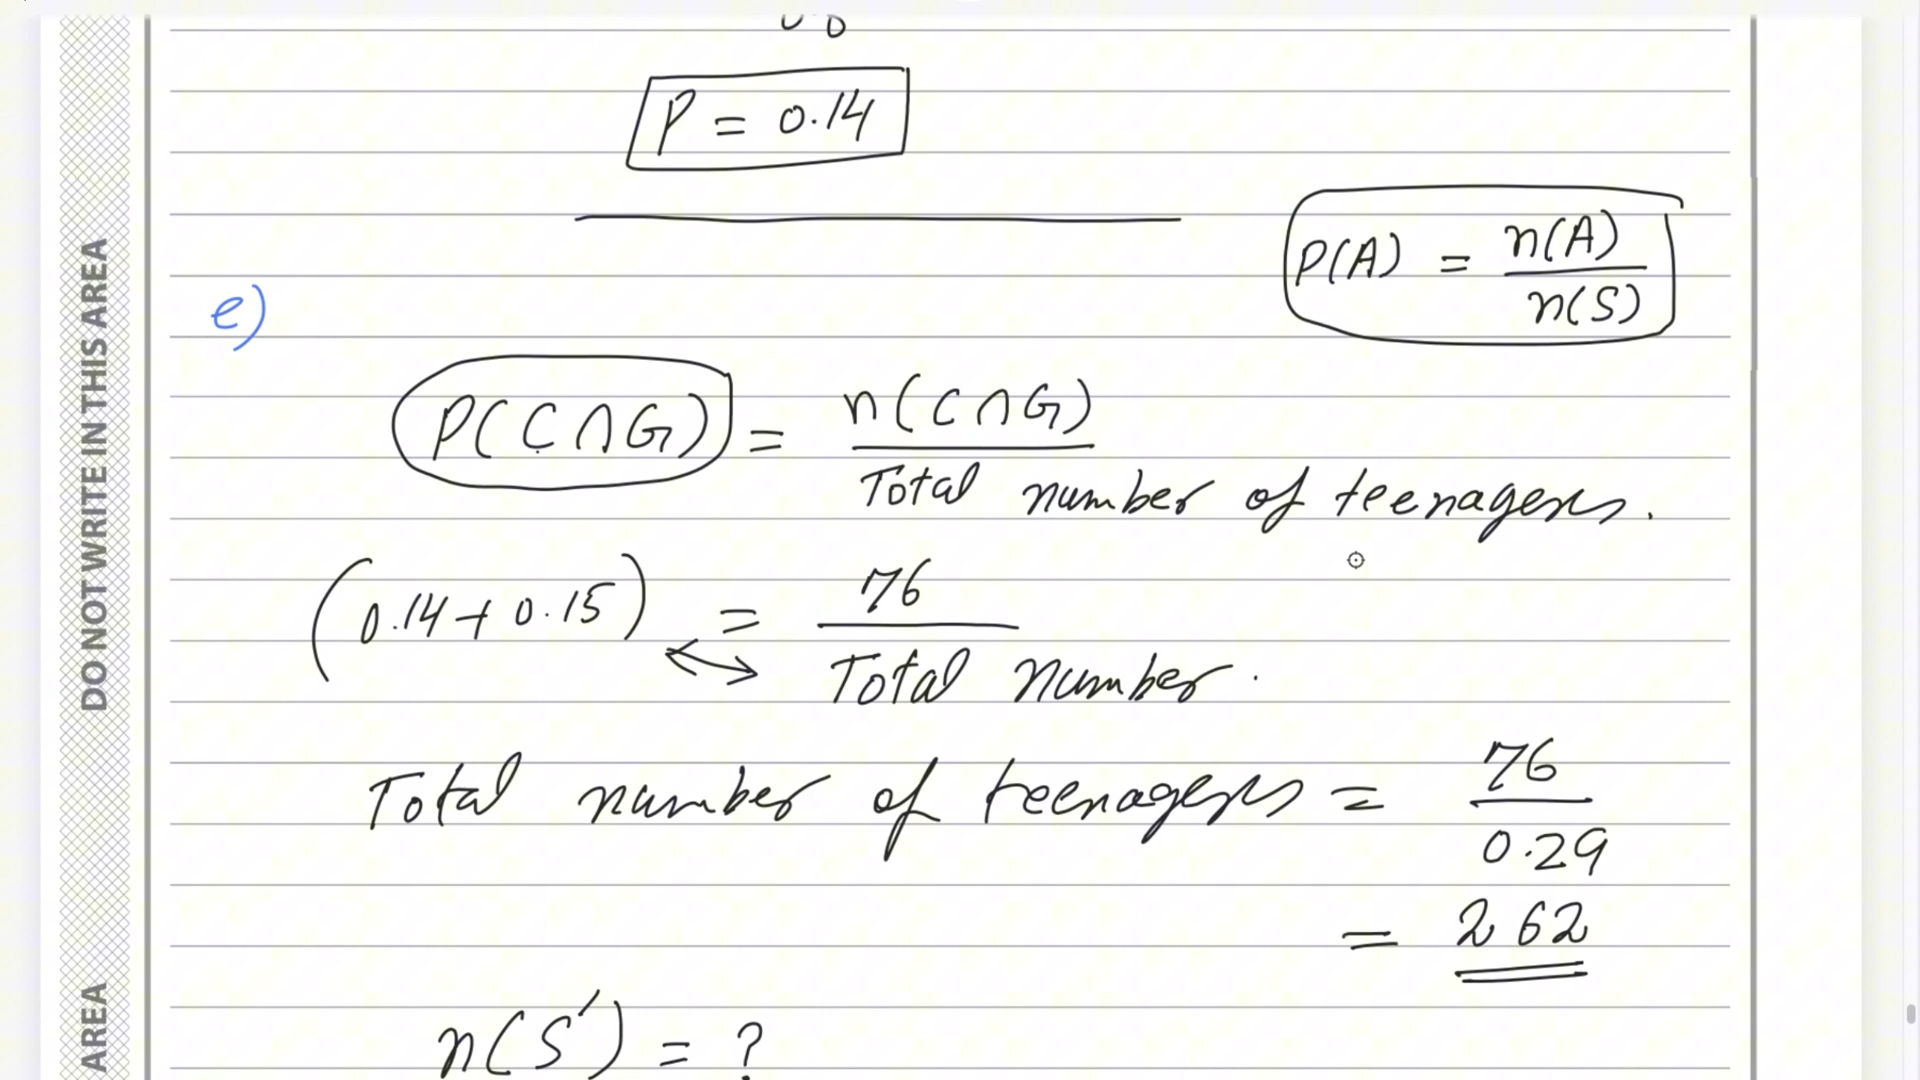 P = 0.14
P(A) = n(A) / n(S)
e)
P(C∩G) = n(C∩G) / Total number of teenagers.
(0.14 + 0.15) = 76 / Total number.
Total number of teenagers = 76 / 0.29
= 262
n(S') = ?
DO NOT WRITE IN THIS AREA
AREA